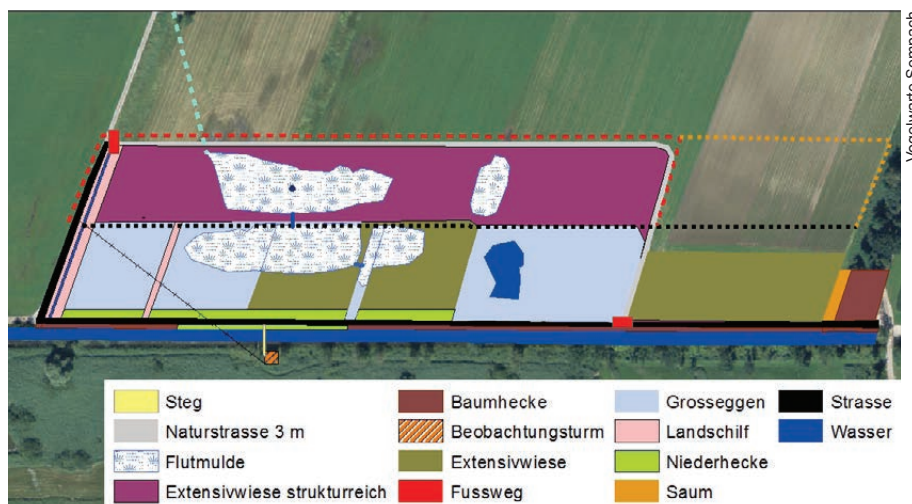 Vogelwarte Sempach
Steg
Baumhecke
Grosseggen
Strasse
Naturstrasse 3 m
Beobachtungsturm
Landschilf
Wasser
Flutmulde
Extensivwiese
Niederhecke
Extensivwiese strukturreich
Fussweg
Saum